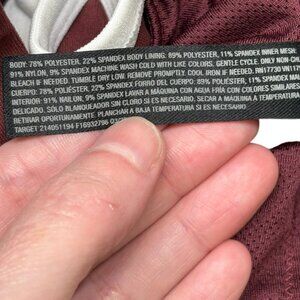 BODY: 78% POLYESTER, 22% SPANDEX BODY LINING: 89% POLYESTER, 11% SPANDEX INNER MESH:
91% NYLON, 9% SPANDEX MACHINE WASH COLD WITH LIKE COLORS, GENTLE CYCLE. ONLY NON-CHL
BLEACH IF NEEDED. TUMBLE DRY LOW. REMOVE PROMPTLY. COOL IRON IF NEEDED. RN17730 VN179
CUERPO: 78% POLIÉSTER, 22% SPANDEX FORRO DEL CUERPO: 89% POLIÉSTER, 11% SPANDEX
INTERIOR: 91% NAILON, 9% SPANDEX LAVAR A MÁQUINA CON AGUA FRÍA CON COLORES SIMILARES
SÓLO BLANQUEADOR SIN CLORO SI ES NECESARIO. SECAR A MÁQUINA A TEMPERATURA
RETIRAR OPORTUNAMENTE. PLANCHAR A BAJA TEMPERATURA SI ES NECESARIO.
TARGET 214051194 F16932796